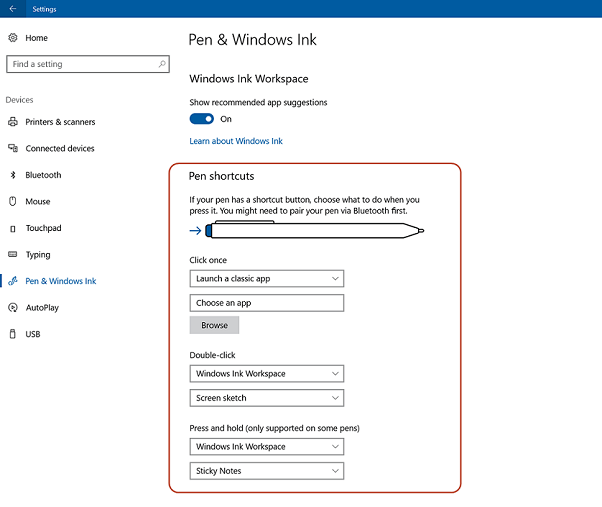 Settings
Home
Find a setting
Devices
Printers & scanners
Connected devices
Bluetooth
Mouse
Touchpad
Typing
Pen & Windows Ink
AutoPlay
USB
Pen & Windows Ink
Windows Ink Workspace
Show recommended app suggestions
On
Learn about Windows Ink
Pen shortcuts
If your pen has a shortcut button, choose what to do when you
press it. You might need to pair your pen via Bluetooth first.
Click once
Launch a classic app
Choose an app
Browse
Double-click
Windows Ink Workspace
Screen sketch
Press and hold (only supported on some pens)
Windows Ink Workspace
Sticky Notes